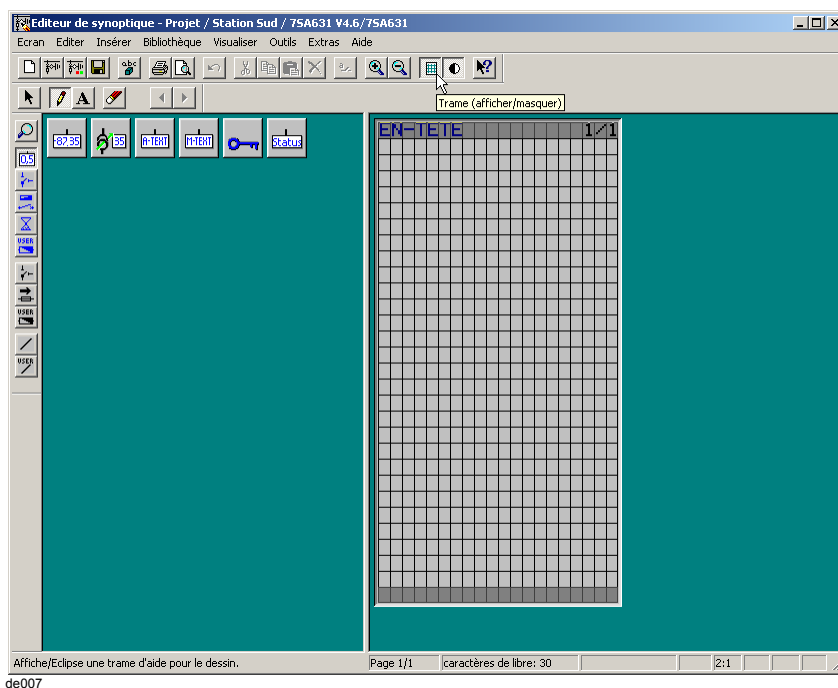 Editeur de synoptique - Projet / Station Sud / 7SA631 V4.6/7SA631
Ecran Editer Insérer Bibliothèque Visualiser Outils Extras Aide
abc
Trame (afficher/masquer)
A
-87,35 35 A-TEXT M-TEXT Status
EN-TETE 1/1
0,5
USER
USER
USER
Affiche/Eclipse une trame d'aide pour le dessin. Page 1/1 caractères de libre: 30 2:1
de007